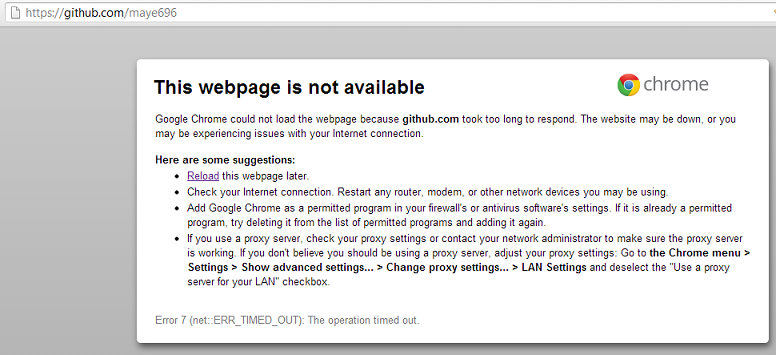 https://github.com/maye696
This webpage is not available
chrome
Google Chrome could not load the webpage because github.com took too long to respond. The website may be down, or you
may be experiencing issues with your Internet connection.
Here are some suggestions:
• Reload this webpage later.
• Check your Internet connection. Restart any router, modem, or other network devices you may be using.
• Add Google Chrome as a permitted program in your firewall's or antivirus software's settings. If it is already a permitted
program, try deleting it from the list of permitted programs and adding it again.
• If you use a proxy server, check your proxy settings or contact your network administrator to make sure the proxy server
is working. If you don't believe you should be using a proxy server, adjust your proxy settings: Go to the Chrome menu >
Settings > Show advanced settings... > Change proxy settings... > LAN Settings and deselect the "Use a proxy
server for your LAN" checkbox.
Error 7 (net::ERR_TIMED_OUT): The operation timed out.